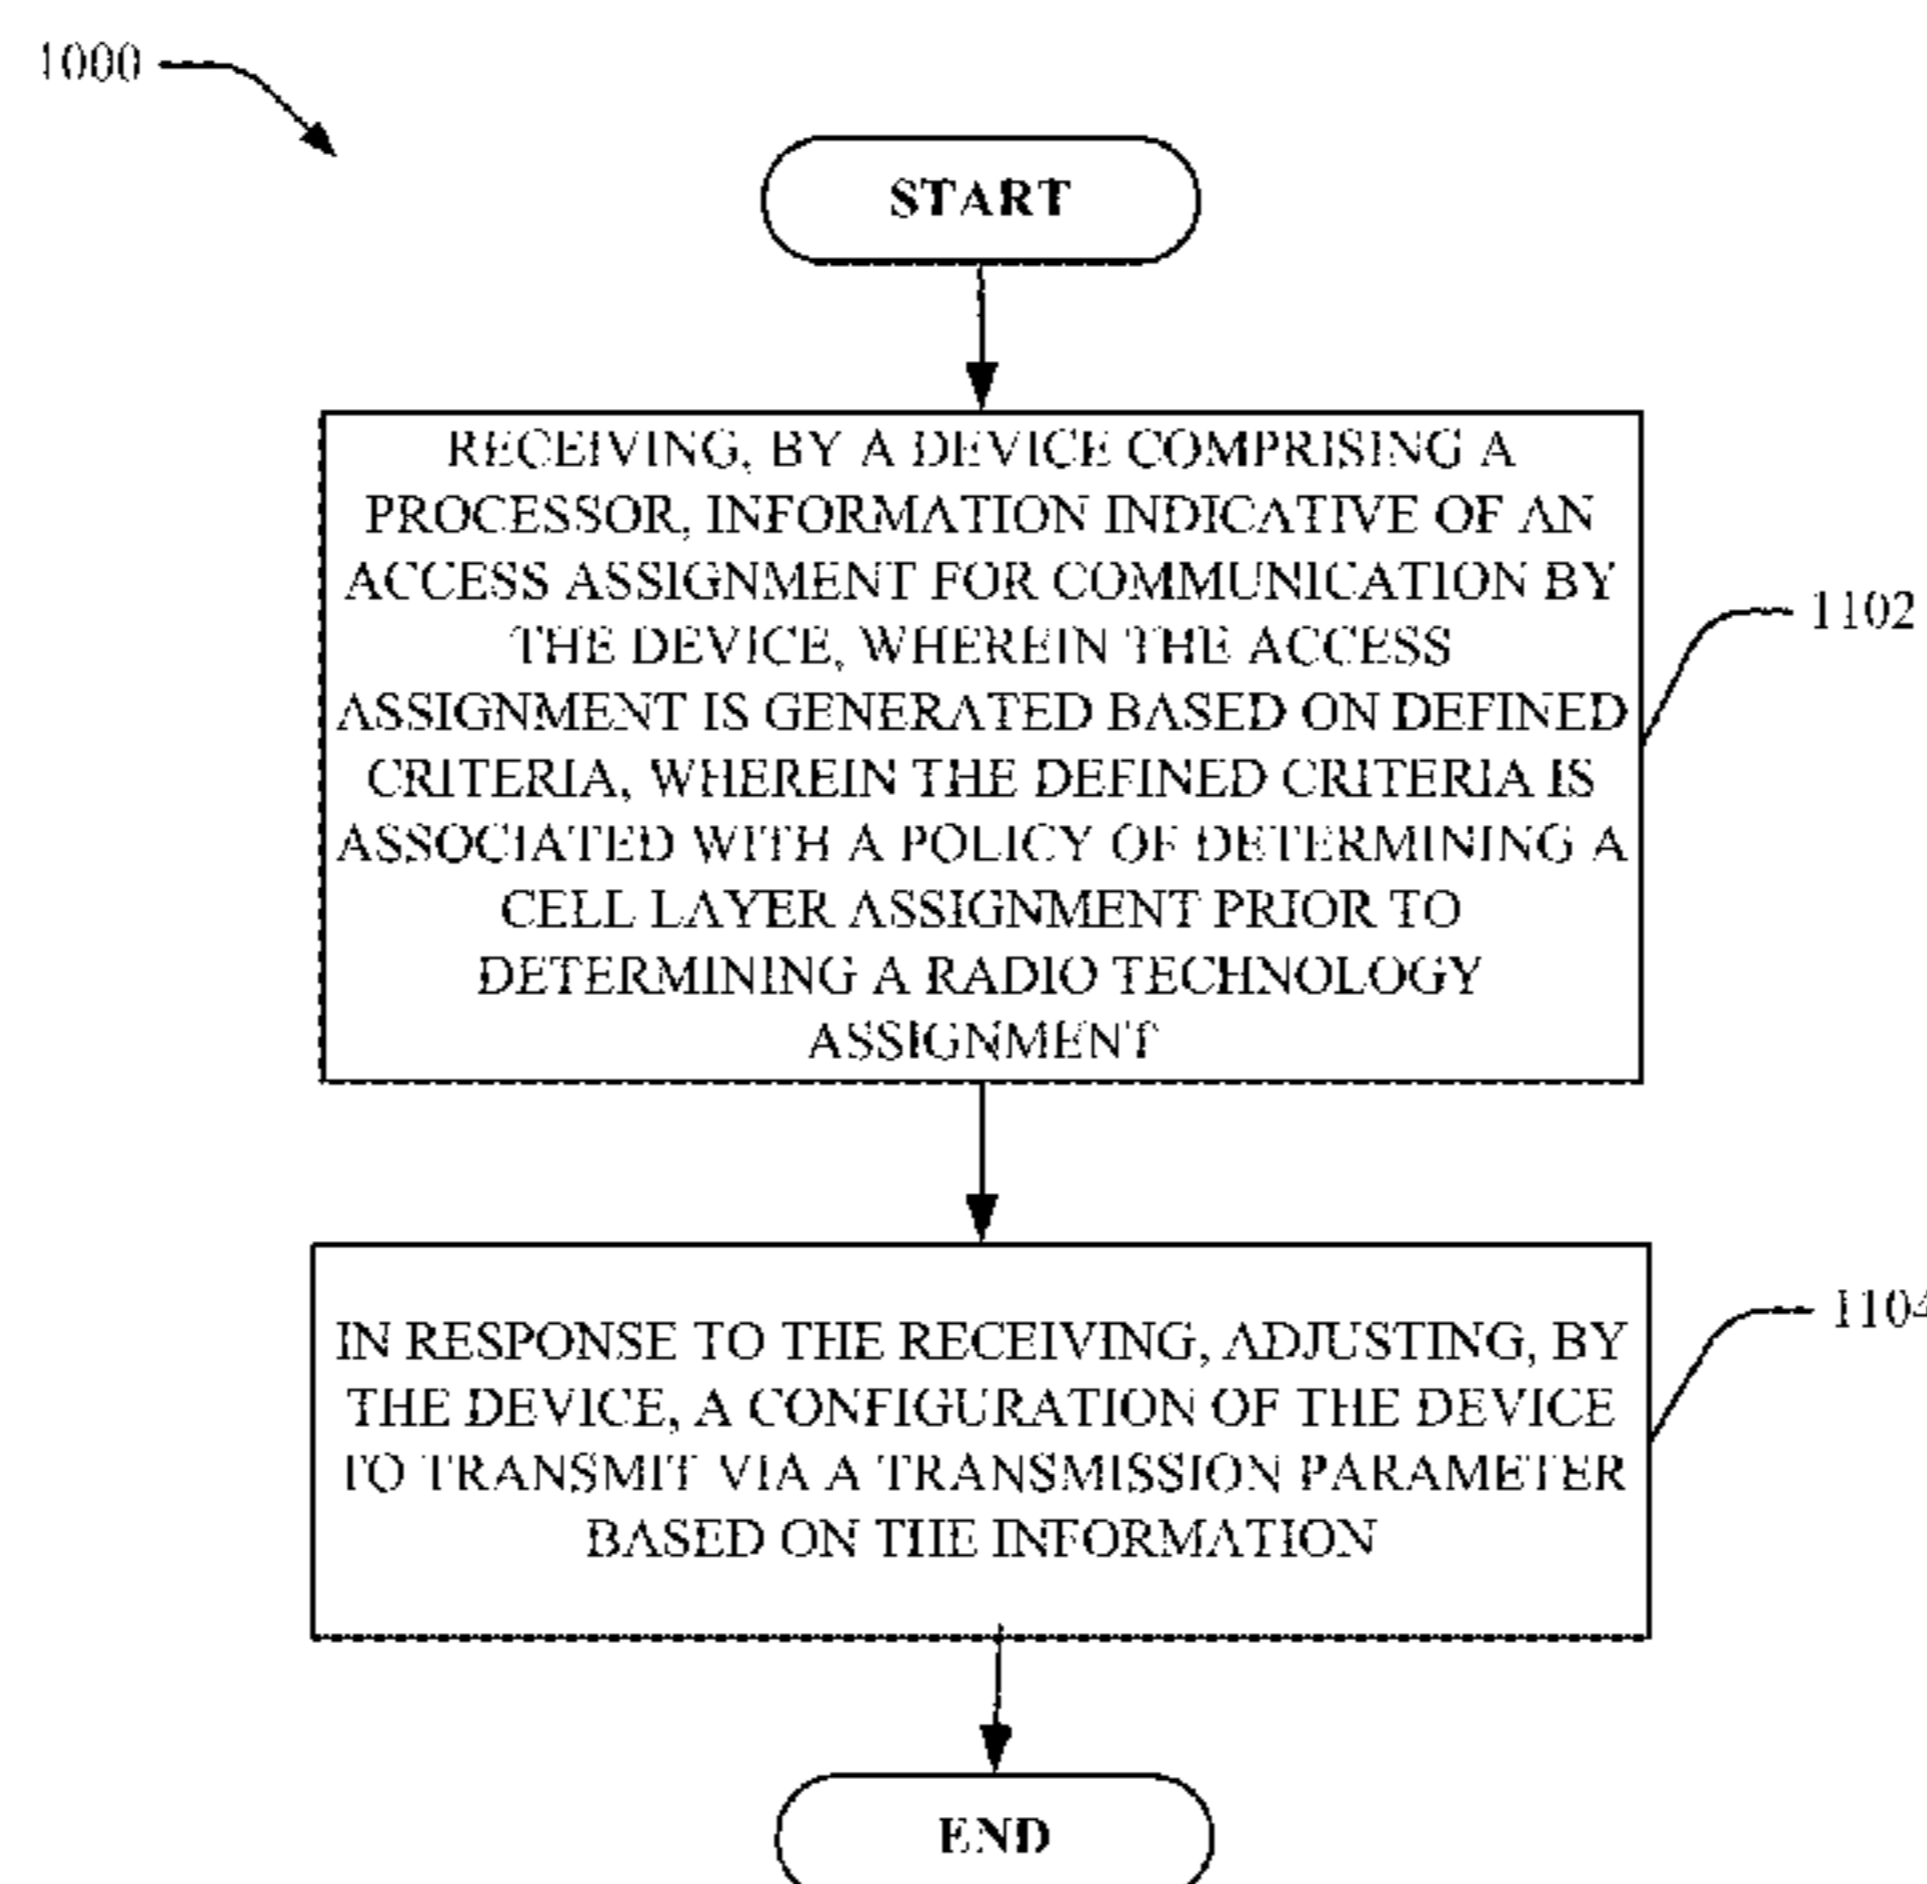 1000
START
RECEIVING, BY A DEVICE COMPRISING A
PROCESSOR, INFORMATION INDICATIVE OF AN
ACCESS ASSIGNMENT FOR COMMUNICATION BY
THE DEVICE, WHEREIN THE ACCESS
ASSIGNMENT IS GENERATED BASED ON DEFINED
CRITERIA, WHEREIN THE DEFINED CRITERIA IS
ASSOCIATED WITH A POLICY OF DETERMINING A
CELL LAYER ASSIGNMENT PRIOR TO
DETERMINING A RADIO TECHNOLOGY
ASSIGNMENT
1102
IN RESPONSE TO THE RECEIVING, ADJUSTING, BY
THE DEVICE, A CONFIGURATION OF THE DEVICE
TO TRANSMIT VIA A TRANSMISSION PARAMETER
BASED ON THE INFORMATION
1104
END